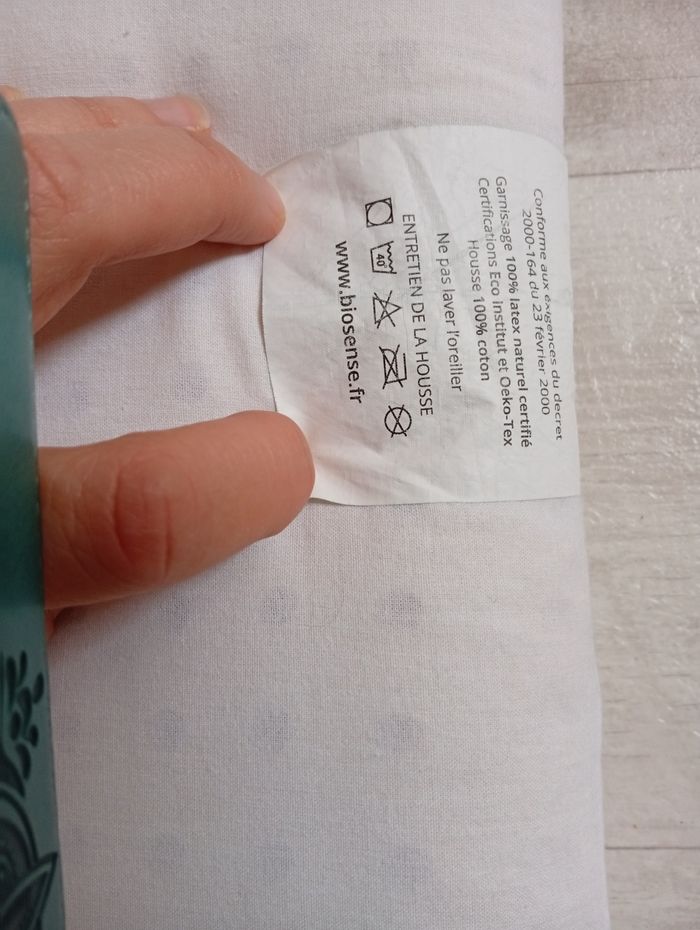 Conforme aux exigences du decret
2000-164 du 23 février 2000
Garnissage 100% latex naturel certifié
Certifications Eco institut et Oeko-Tex
Housse 100% coton
Ne pas laver l'oreiller
ENTRETIEN DE LA HOUSSE
40
www.biosense.fr